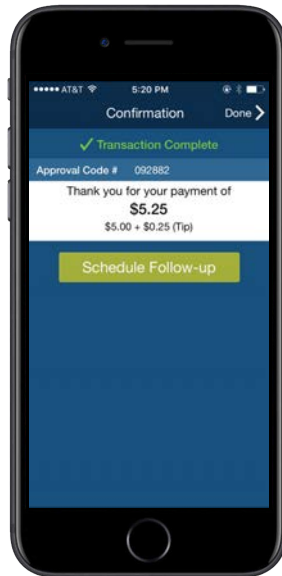 AT&T 5:20 PM
Confirmation Done
Transaction Complete
Approval Code # 092882
Thank you for your payment of
$5.25
$5.00 + $0.25 (Tip)
Schedule Follow-up